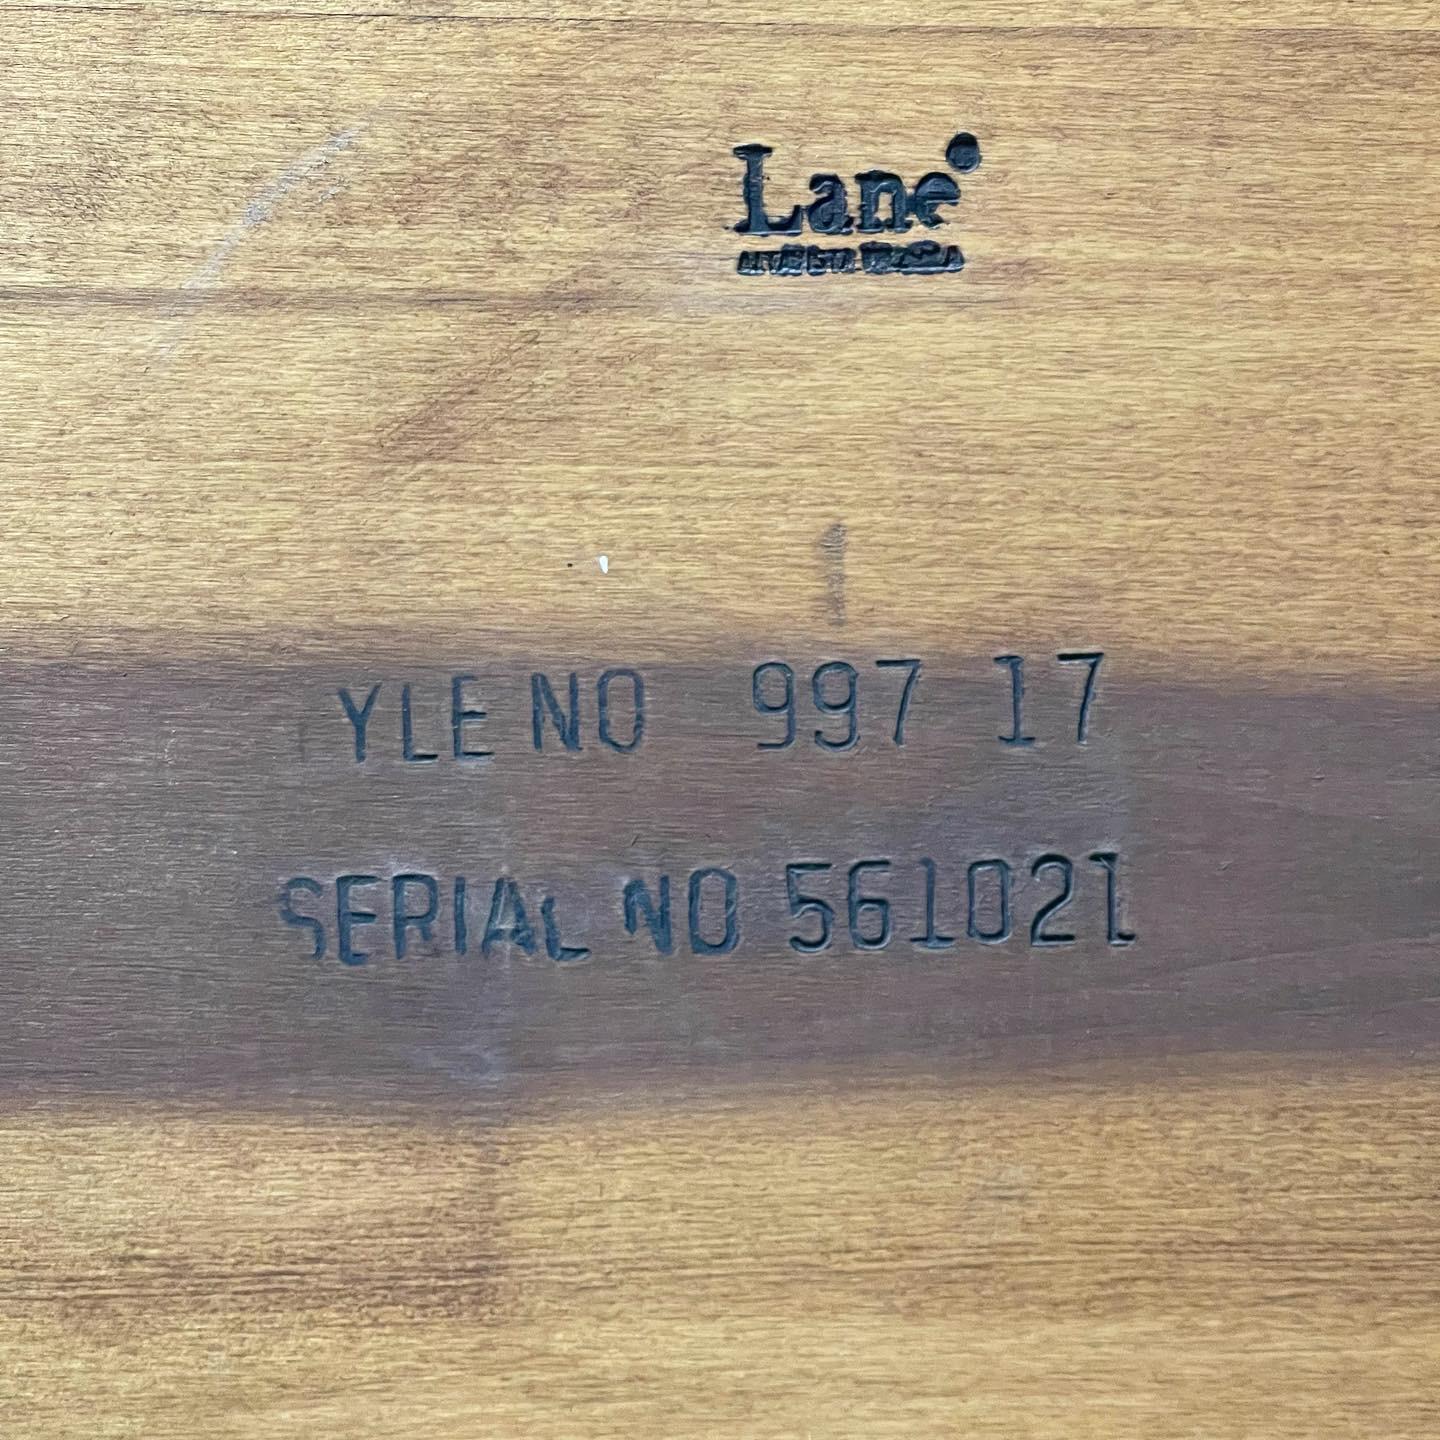 Lane
YLE NO 997 17
SERIAL NO 561021